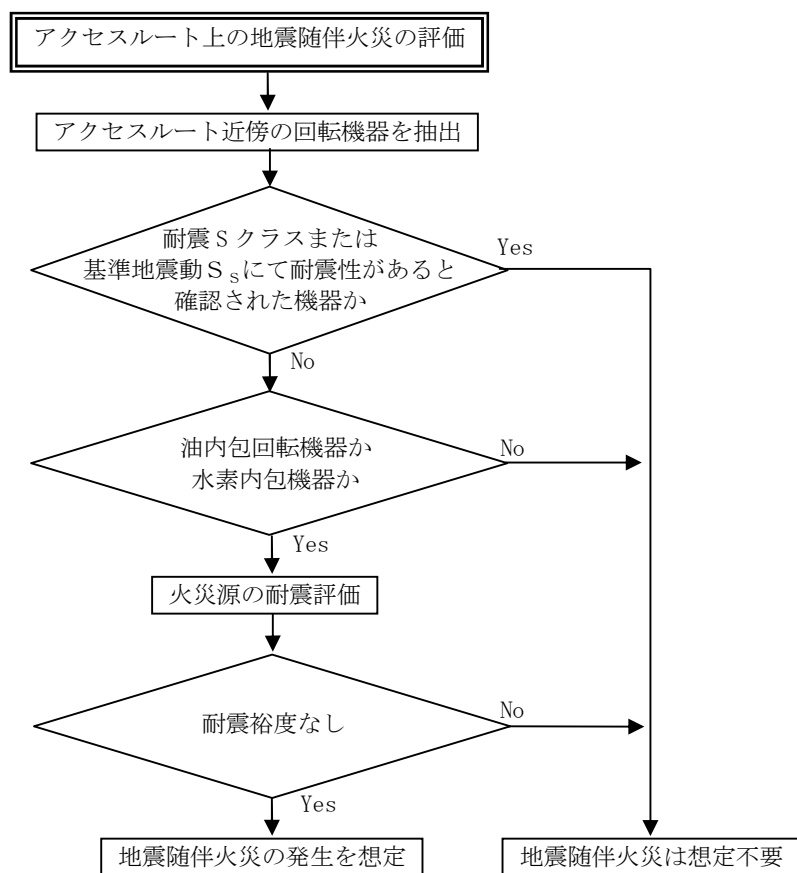 アクセスルート上の地震随伴火災の評価
アクセスルート近傍の回転機器を抽出
耐震Sクラスまたは
基準地震動Ｓsにて耐震性があると
確認された機器か
Yes
No
油内包回転機器か
水素内包機器か
No
Yes
火災源の耐震評価
耐震裕度なし
No
Yes
地震随伴火災の発生を想定
地震随伴火災は想定不要